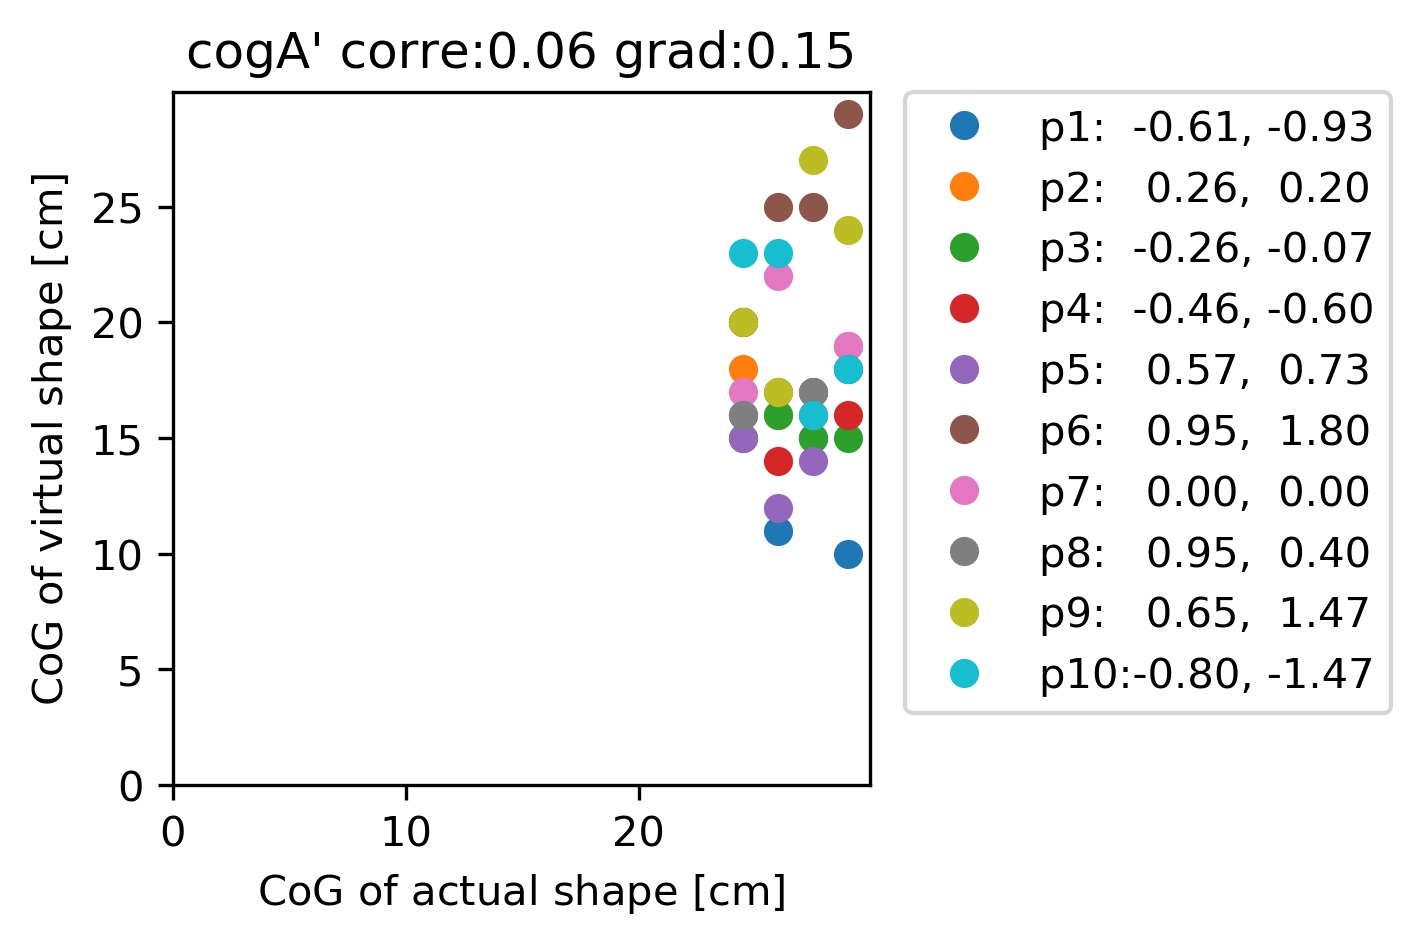 cogA' corre:0.06 grad:0.15
CoG of virtual shape [cm]
25
20
15
10
5
0
0 10 20
CoG of actual shape [cm]
p1: -0.61, -0.93
p2: 0.26, 0.20
p3: -0.26, -0.07
p4: -0.46, -0.60
p5: 0.57, 0.73
p6: 0.95, 1.80
p7: 0.00, 0.00
p8: 0.95, 0.40
p9: 0.65, 1.47
p10:-0.80, -1.47